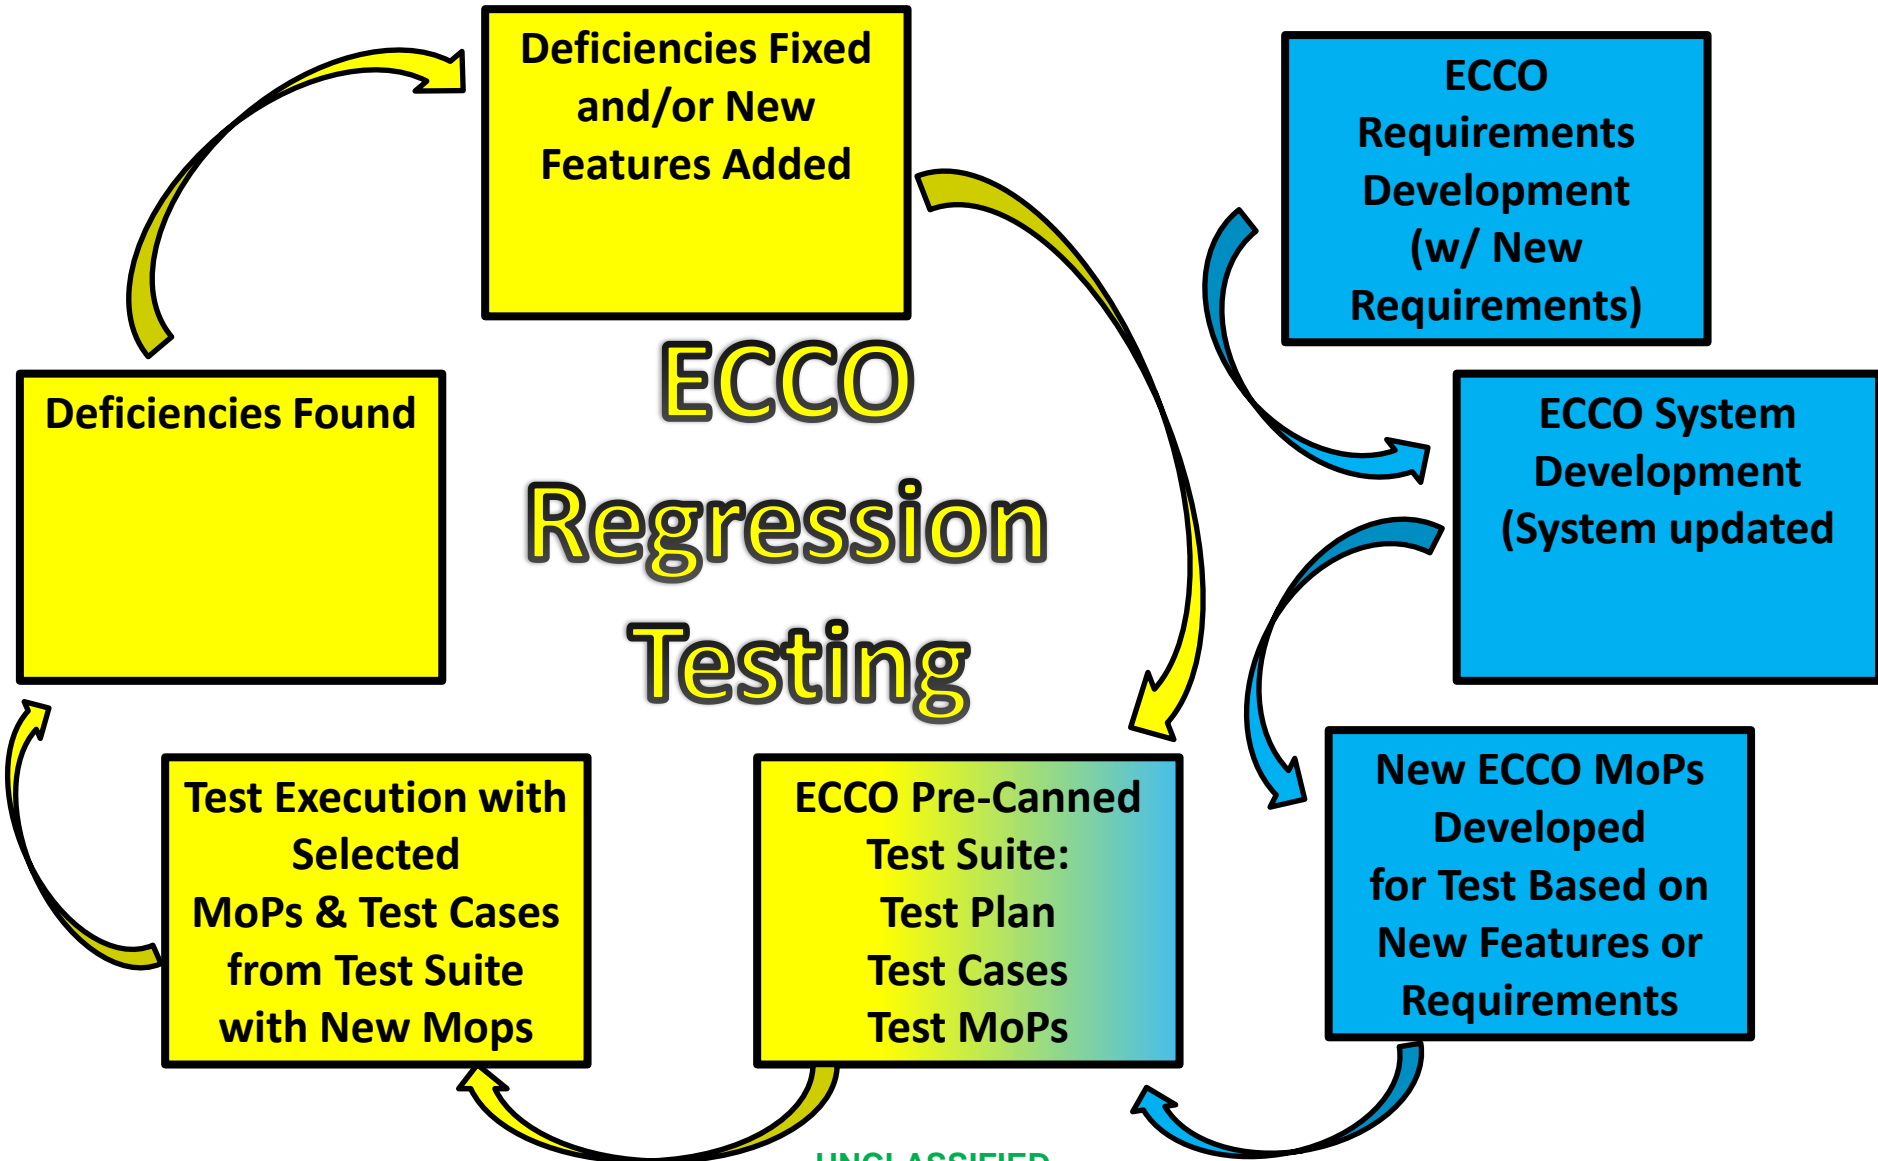 Deficiencies Fixed
and/or New
Features Added
ECCO
Requirements
Development
(w/ New
Requirements)
ECCO
Regression
Testing
Deficiencies Found
ECCO System
Development
(System updated
Test Execution with
Selected
MoPs & Test Cases
from Test Suite
with New Mops
ECCO Pre-Canned
Test Suite:
Test Plan
Test Cases
Test MoPs
New ECCO MoPs
Developed
for Test Based on
New Features or
Requirements
UNCLASSIFIED